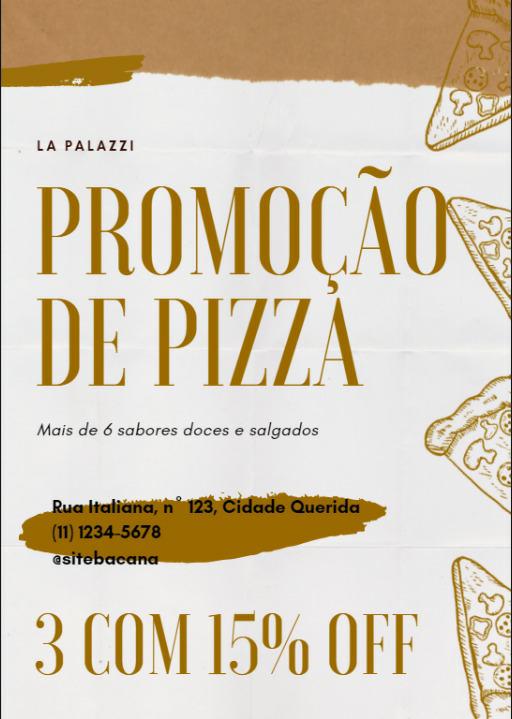 LA PALAZZI
PROMOÇÃO
DE PIZZA
Mais de 6 sabores doces e salgados
Rua Italiana, n° 123, Cidade Querida
(11) 1234-5678
@sitebacana
3 COM 15% OFF